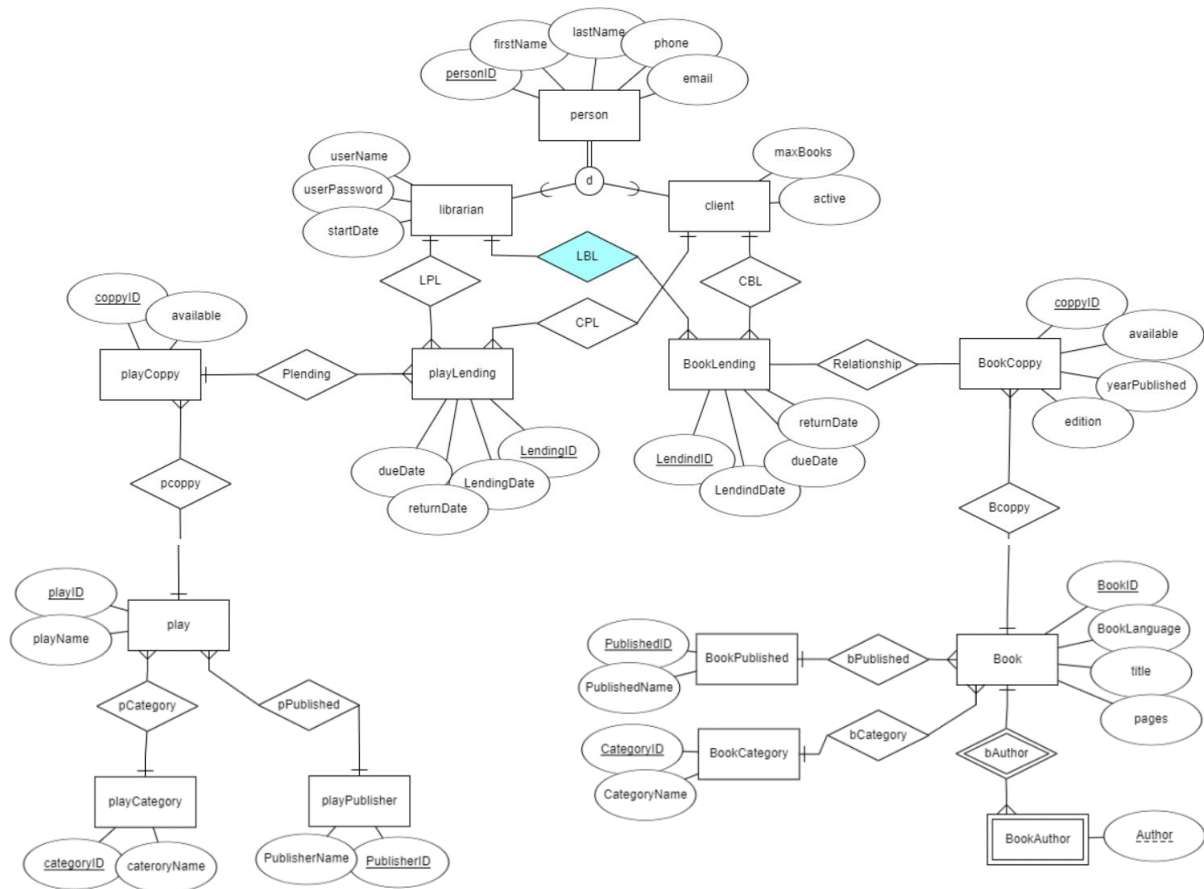 lastName
firstName
phone
personID
email
person
userName
maxBooks
d
userPassword
librarian
client
active
startDate
LBL
LPL
CBL
coppyID
coppyID
available
CPL
available
playCoppy
Plending
playLending
BookLending
Relationship
BookCoppy
yearPublished
edition
returnDate
LendingID
LendindID
dueDate
dueDate
LendingDate
LendindDate
returnDate
pcoppy
Bcoppy
playID
BookID
play
BookLanguage
playName
PublishedID
BookPublished
bPublished
Book
title
PublishedName
pCategory
pPublished
pages
bCategory
CategoryID
BookCategory
bAuthor
CategoryName
playCategory
playPublisher
BookAuthor
Author
PublisherName
PublisherID
categoryID
cateroryName